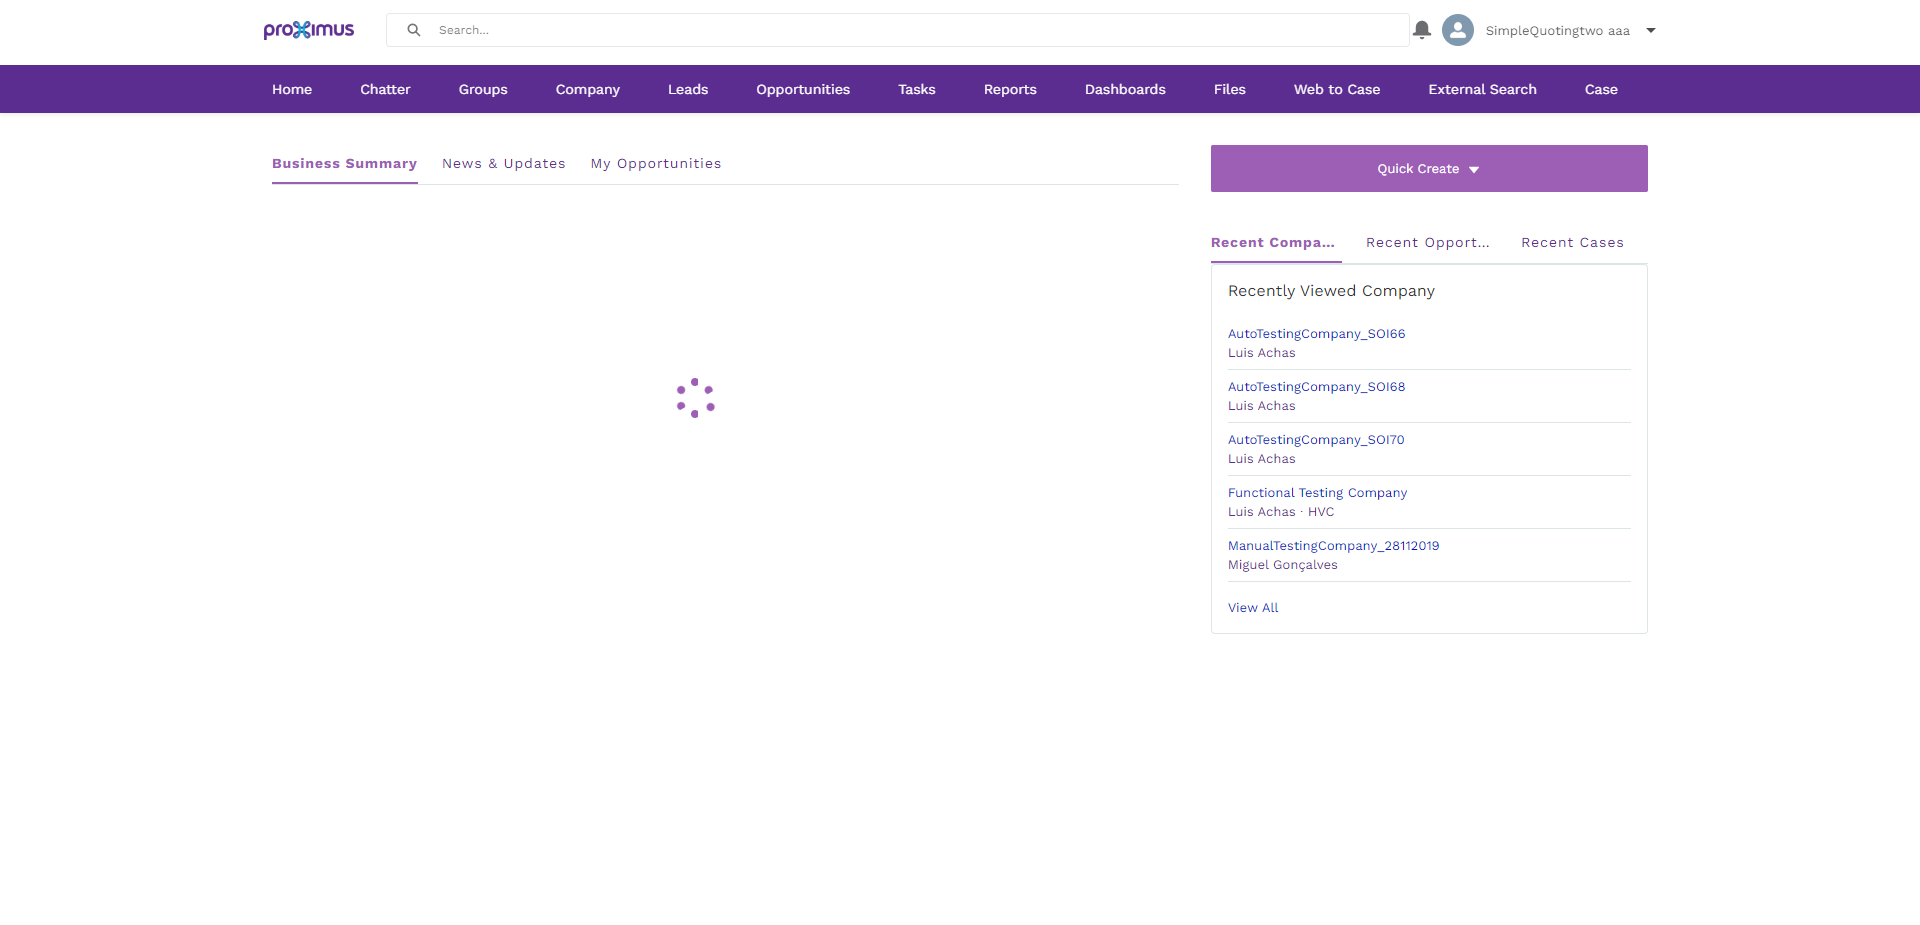 proximus
Search...
SimpleQuotingtwo aaa
Home Chatter Groups Company Leads Opportunities Tasks Reports Dashboards Files Web to Case External Search Case
Business Summary News & Updates My Opportunities
Quick Create
Recent Compa... Recent Opport... Recent Cases
Recently Viewed Company
AutoTestingCompany_SOI66
Luis Achas
AutoTestingCompany_SOI68
Luis Achas
AutoTestingCompany_SOI70
Luis Achas
Functional Testing Company
Luis Achas · HVC
ManualTestingCompany_28112019
Miguel Gonçalves
View All